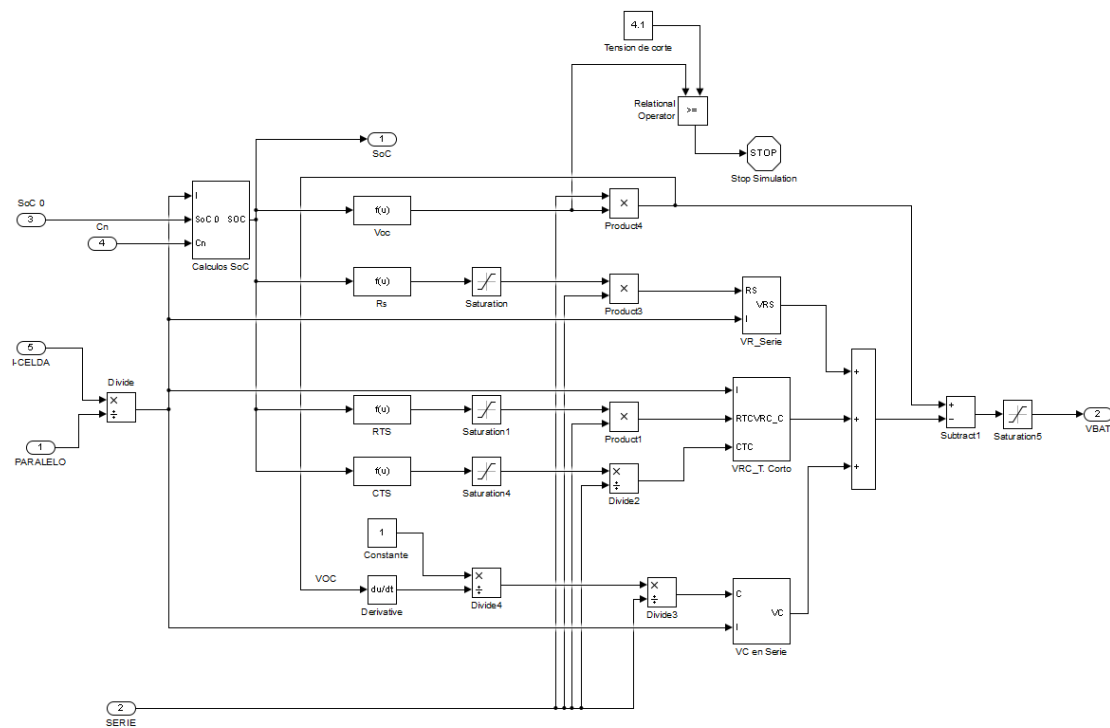 4.1
Tension de corte
Relational
Operator
>=
STOP
Stop Simulation
1
SoC
SoC 0
3
Cn
4
I
SoC 0 SOC
Cn
Calculos SoC
f(u)
Voc
×
Product4
f(u)
Rs
Saturation
×
Product3
RS
VRS
I
VR_Serie
5
I-CELDA
Divide
×
÷
1
PARALELO
f(u)
RTS
Saturation1
×
Product1
I
RTCVRC_C
CTC
VRC_T. Corto
f(u)
CTS
Saturation4
×
÷
Divide2
+
+
+
+
−
Subtract1
Saturation5
2
VBAT
1
Constante
VOC
du/dt
Derivative
×
÷
Divide4
×
÷
Divide3
C
VC
I
VC en Serie
2
SERIE